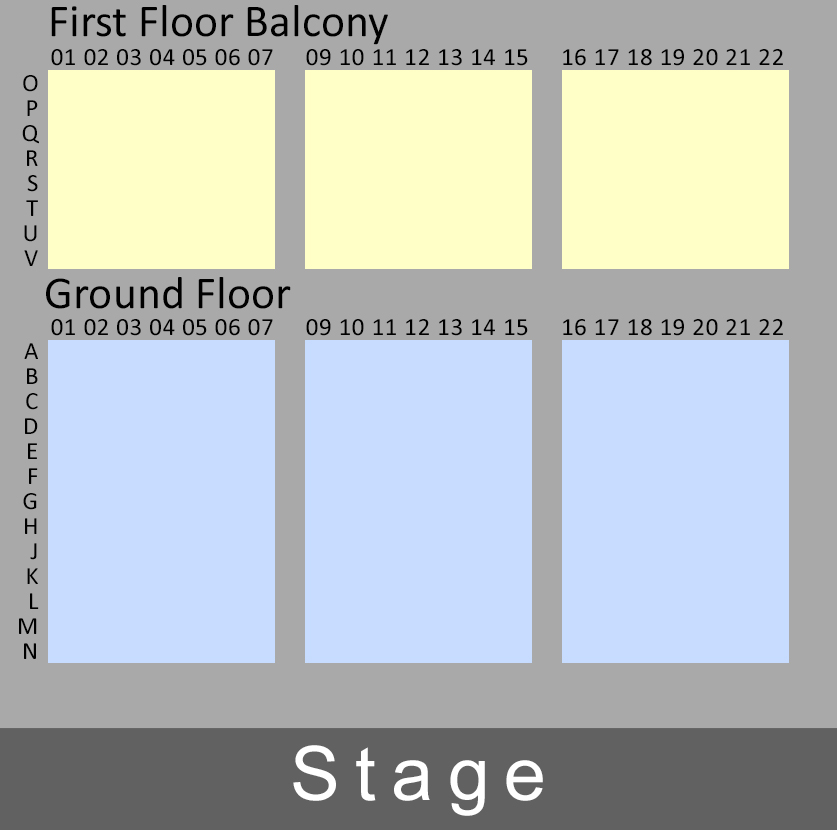 First Floor Balcony
01 02 03 04 05 06 07 09 10 11 12 13 14 15 16 17 18 19 20 21 22
O
P
Q
R
S
T
U
V
Ground Floor
01 02 03 04 05 06 07 09 10 11 12 13 14 15 16 17 18 19 20 21 22
A
B
C
D
E
F
G
H
J
K
L
M
N
Stage